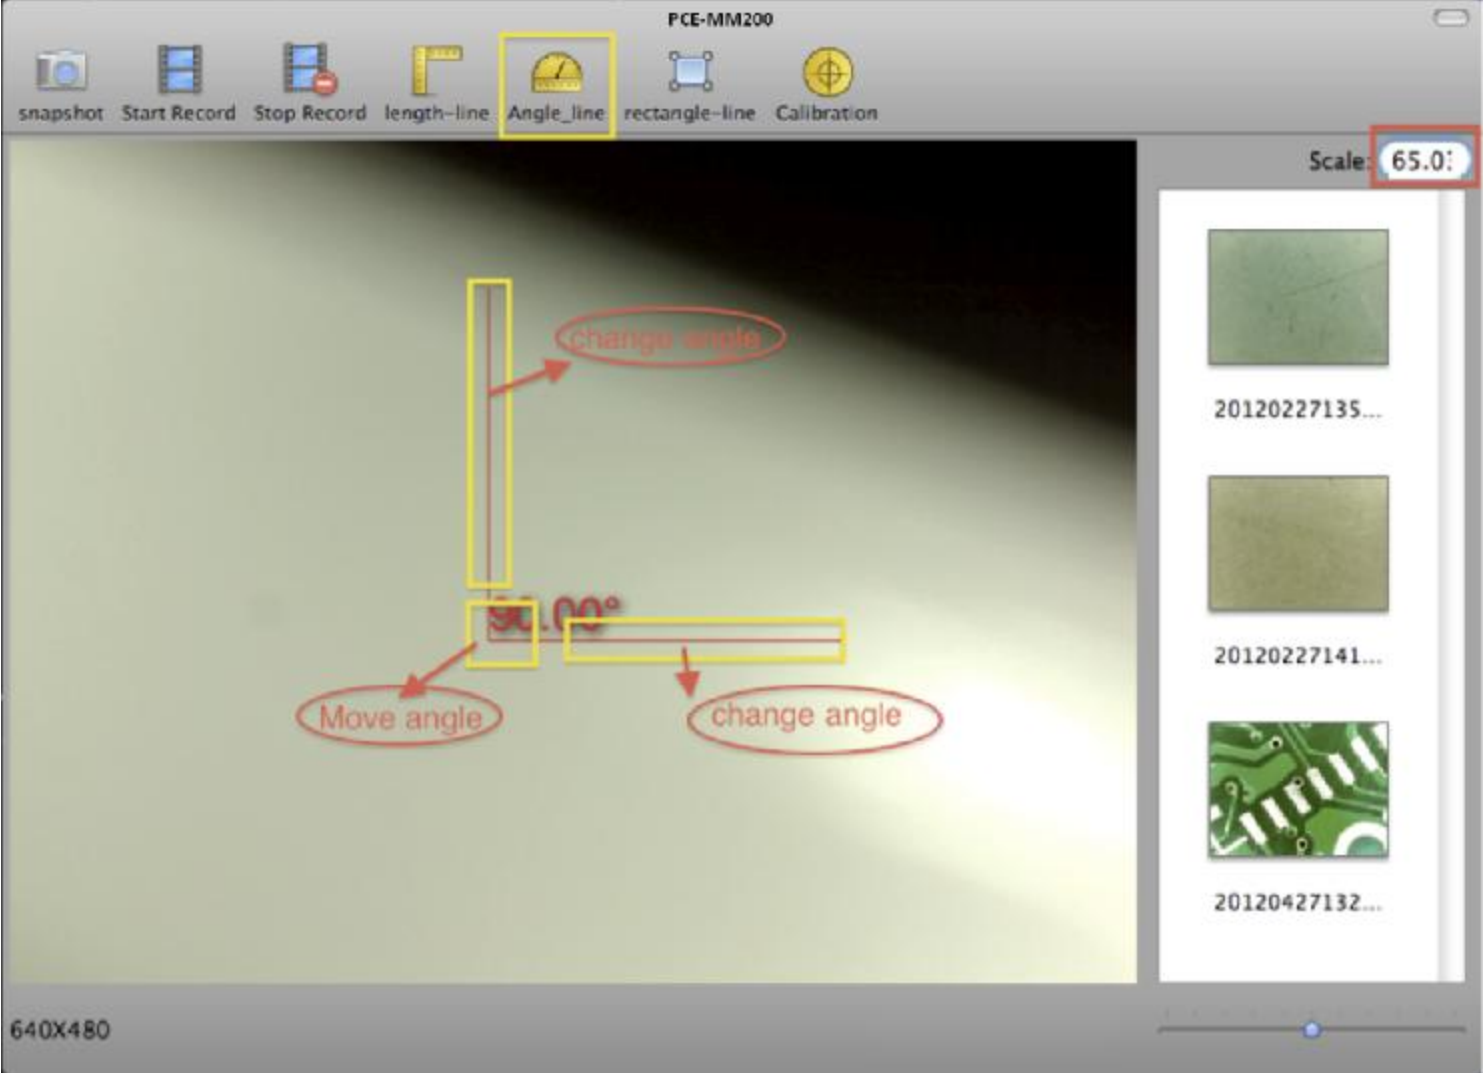 PCE-MM200
snapshot Start Record Stop Record length-line Angle_line rectangle-line Calibration
Scale: 65.0
change angle
20120227135...
20120227141...
90.00°
Move angle
change angle
20120427132...
640X480